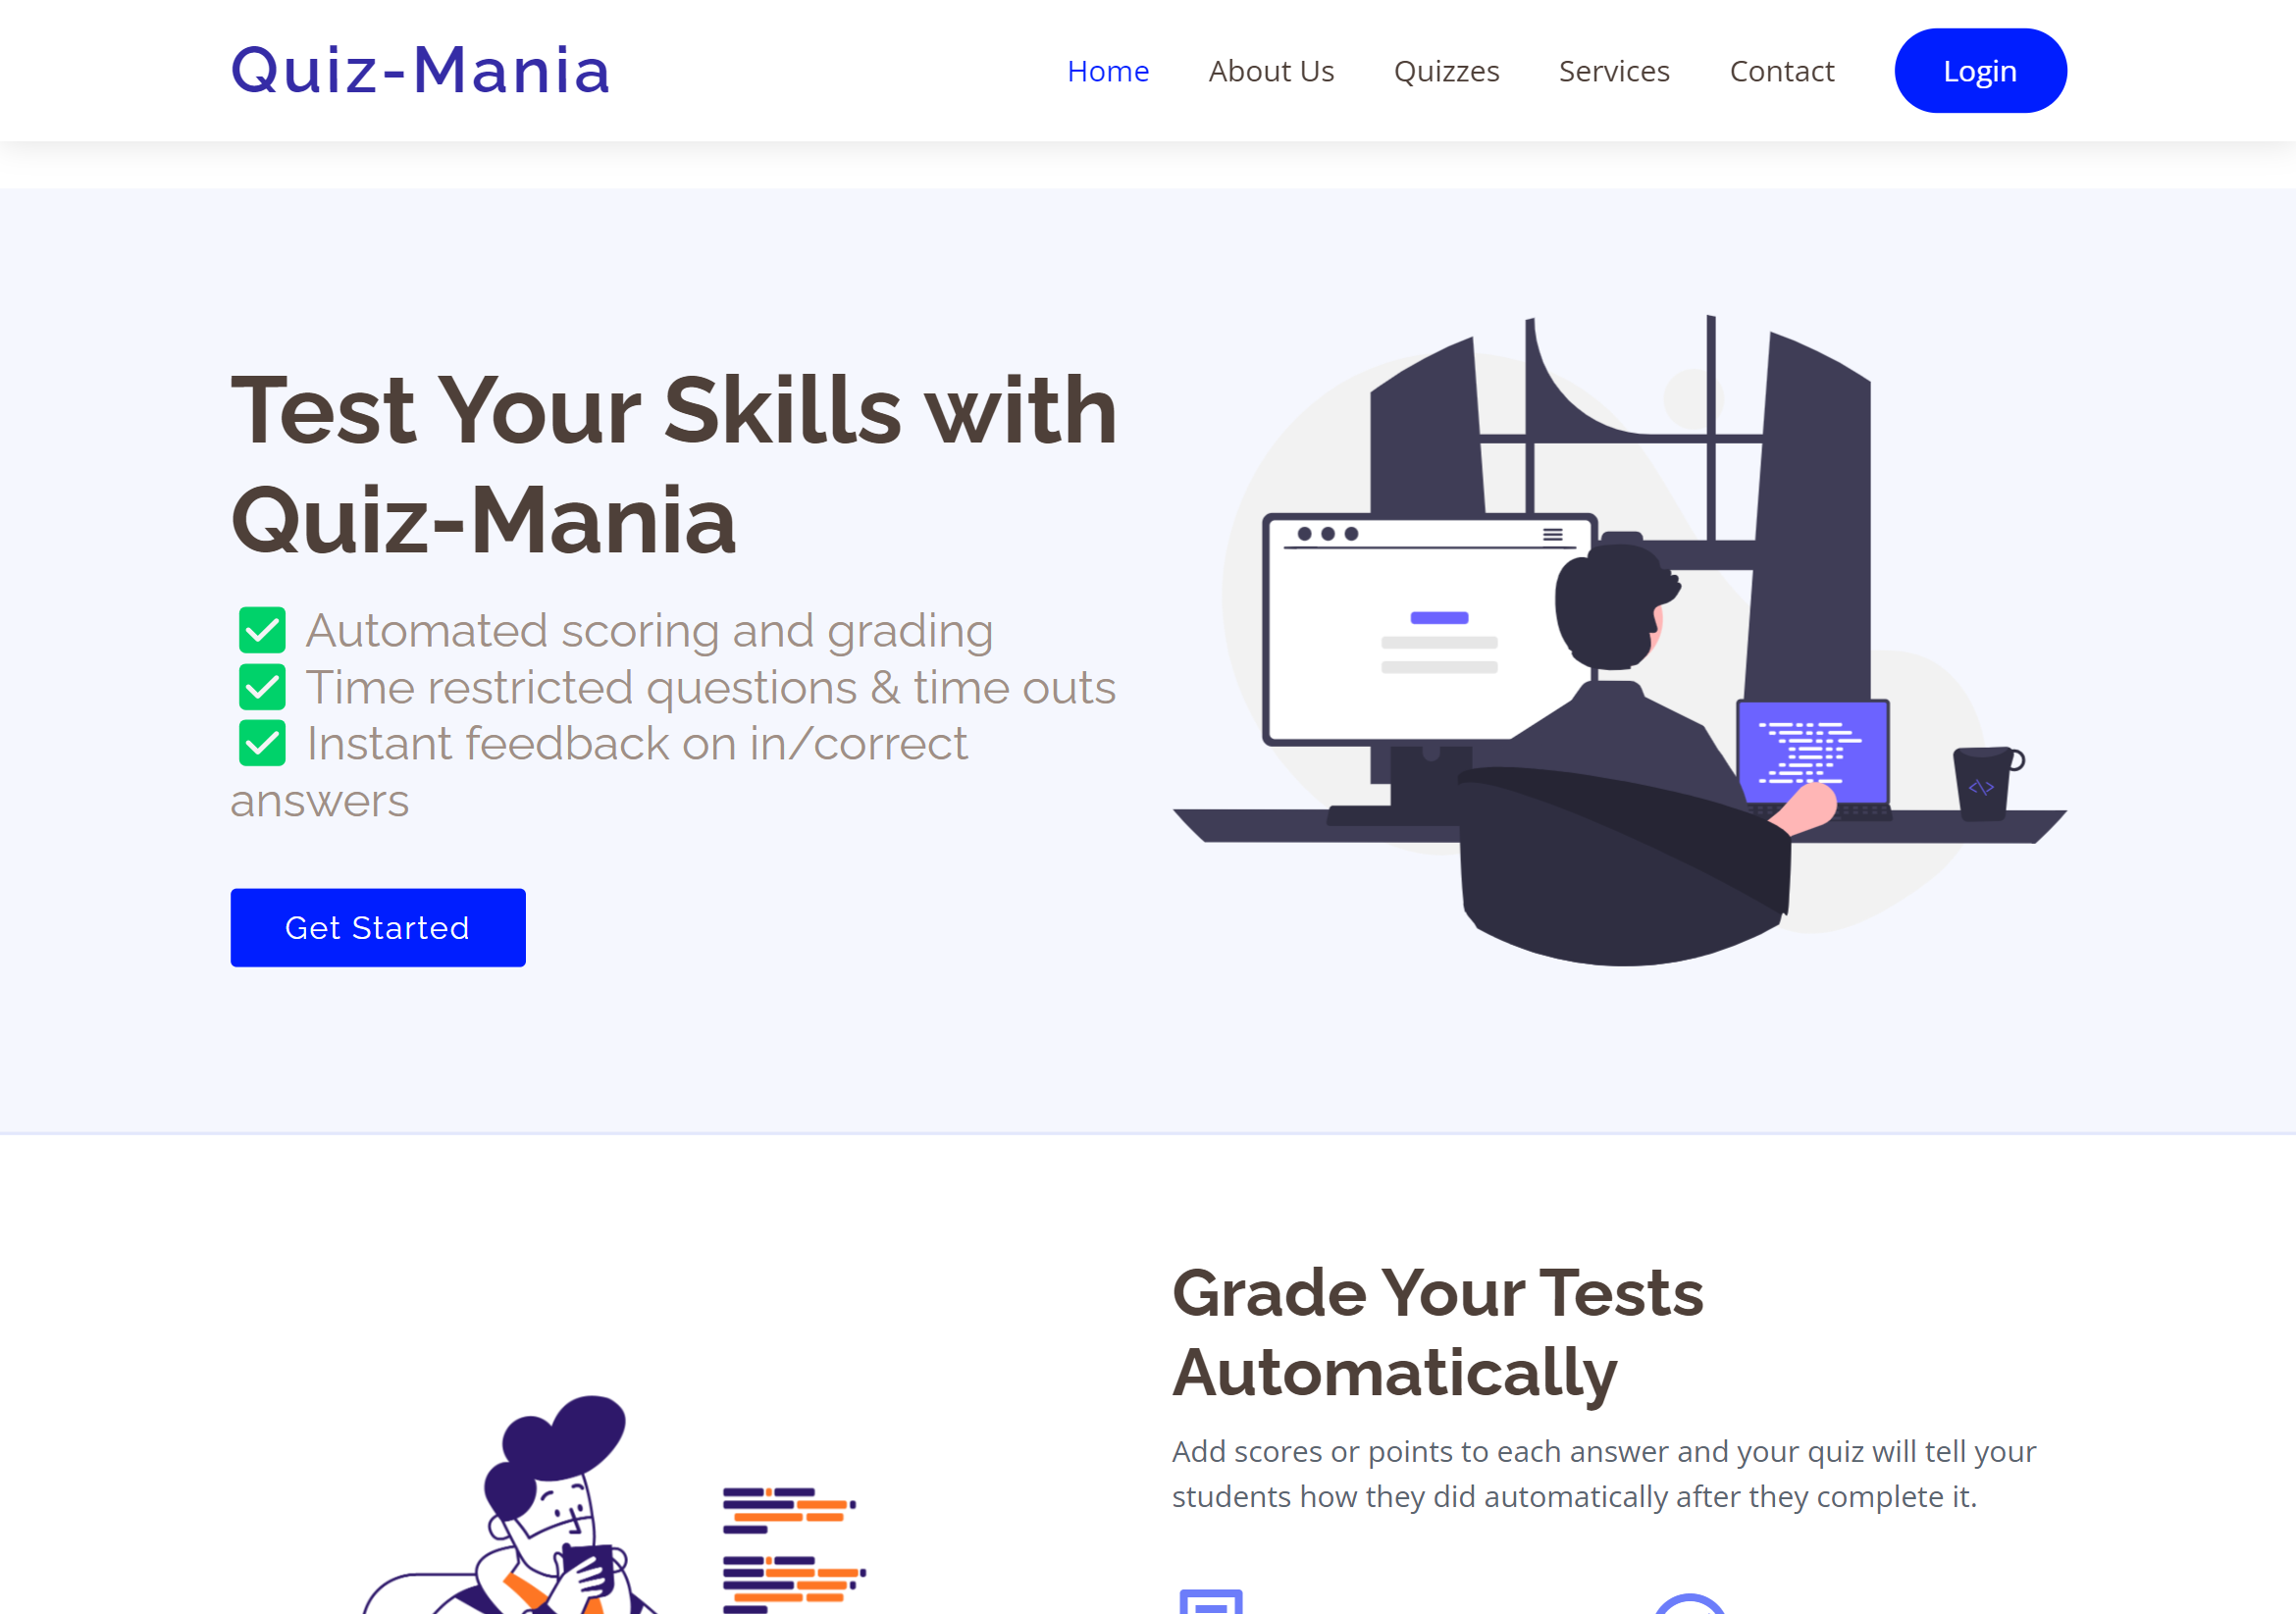 Quiz-Mania
Home About Us Quizzes Services Contact Login
Test Your Skills with
Quiz-Mania
✅ Automated scoring and grading
✅ Time restricted questions & time outs
✅ Instant feedback on in/correct
answers
Get Started
Grade Your Tests
Automatically
Add scores or points to each answer and your quiz will tell your
students how they did automatically after they complete it.